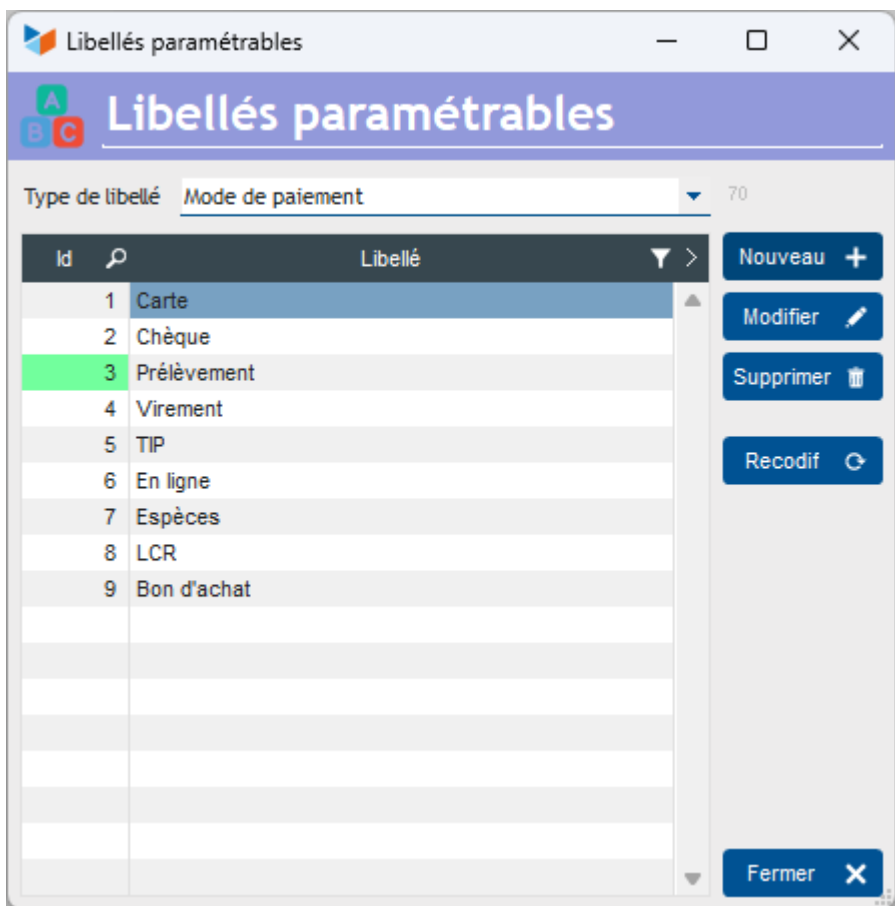 Libellés paramétrables
A
B C
Libellés paramétrables
Type de libellé Mode de paiement 70
Id Libellé
Nouveau
1 Carte
Modifier
2 Chèque
3 Prélèvement
Supprimer
4 Virement
5 TIP
Recodif
6 En ligne
7 Espèces
8 LCR
9 Bon d'achat
Fermer